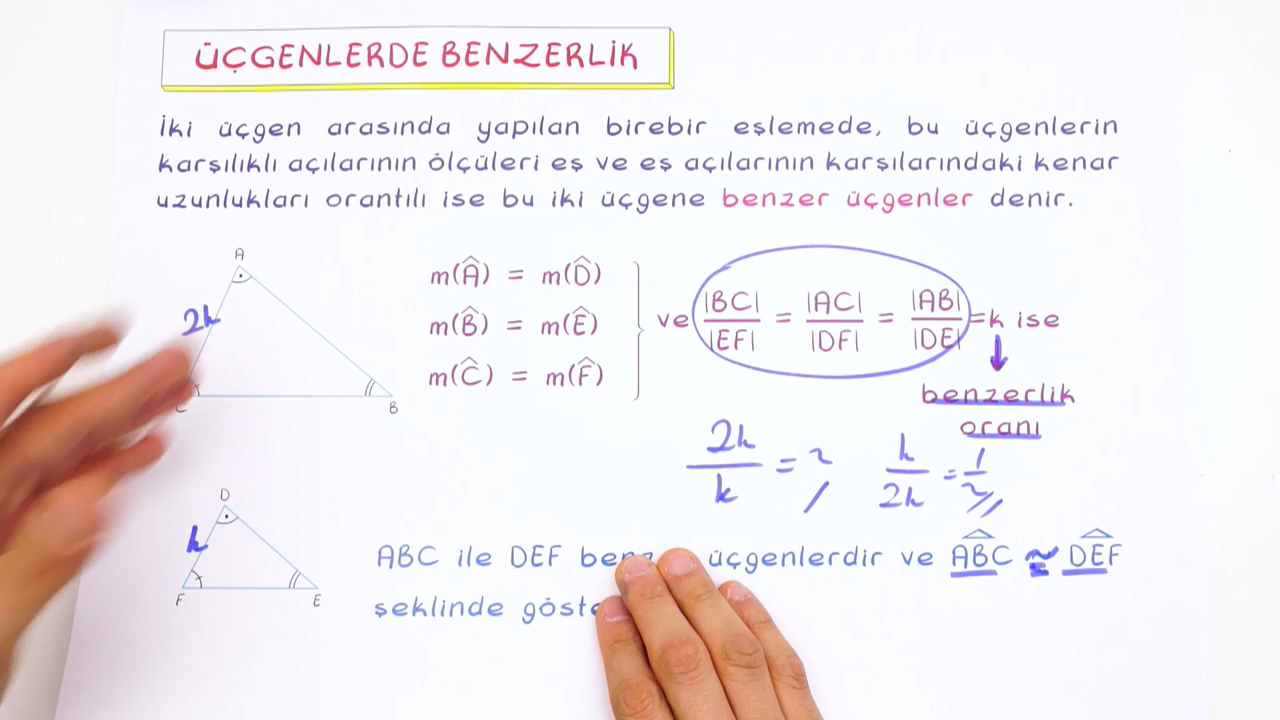 ÜÇGENLERDE BENZERLİK
İki üçgen arasında yapılan birebir eşlemede, bu üçgenlerin
karşılıklı açılarının ölçüleri eş ve eş açılarının karşılarındaki kenar
uzunlukları orantılı ise bu iki üçgene benzer üçgenler denir.
A
2k
C
B
m(Â) = m(D̂)
m(B̂) = m(Ê)
m(Ĉ) = m(F̂)
ve |BC|/|EF| = |AC|/|DF| = |AB|/|DE| = k ise
benzerlik
oranı
2k/k = 2
k/2k = 1/2
D
k
F
E
ABC ile DEF üçgenlerdir ve ABC ≈ DEF
şeklinde